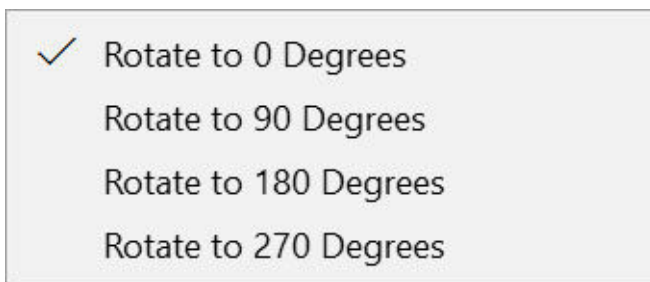 Rotate to 0 Degrees
Rotate to 90 Degrees
Rotate to 180 Degrees
Rotate to 270 Degrees